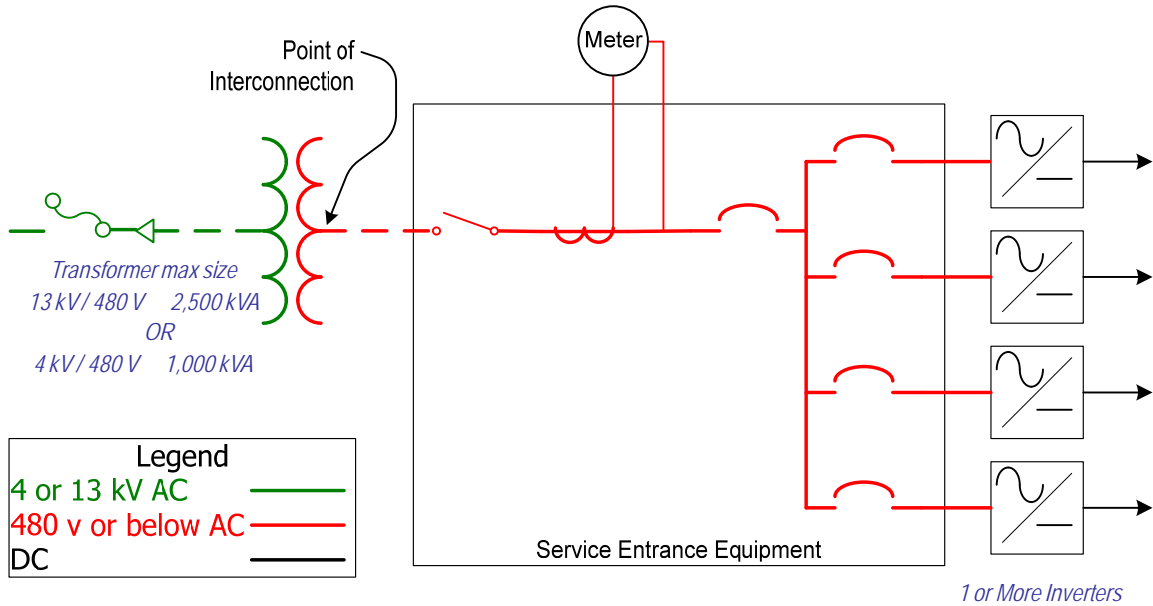 Meter
Point of
Interconnection
Transformer max size
13 kV / 480 V 2,500 kVA
OR
4 kV / 480 V 1,000 kVA
Legend
4 or 13 kV AC
480 v or below AC
DC
Service Entrance Equipment
1 or More Inverters